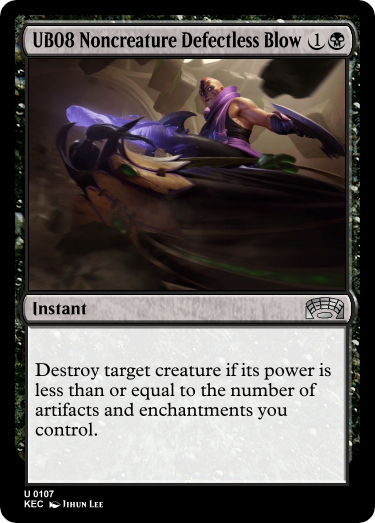 UB08 Noncreature Defectless Blow 1
Instant
Destroy target creature if its power is
less than or equal to the number of
artifacts and enchantments you
control.
U 0107
KEC Jihun Lee